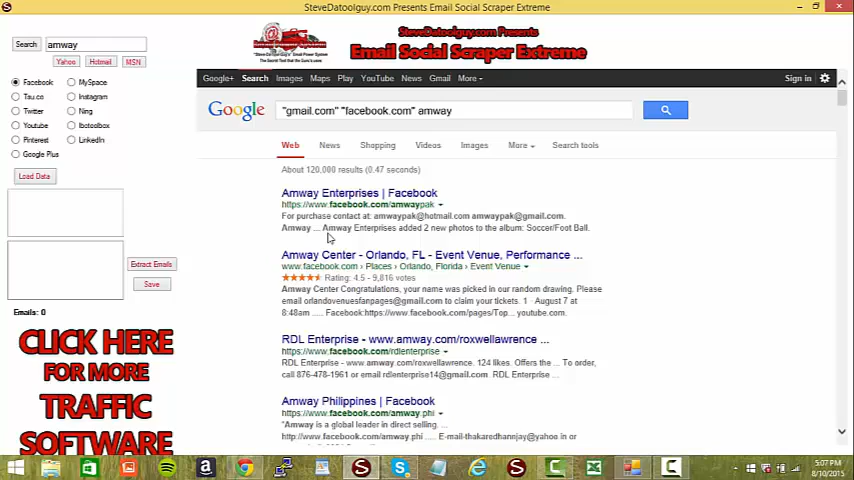 SteveDatoolguy.com Presents Email Social Scraper Extreme
Search amway
Yahoo Hotmail MSN
Facebook MySpace
Tau.co Instagram
Twitter Ning
Youtube Ibotoolbox
Pinterest LinkedIn
Google Plus
Load Data
Extract Emails
Save
Emails: 0
CLICK HERE
FOR MORE
TRAFFIC
SOFTWARE
SteveDatoolguy.com Presents
Email Social Scraper Extreme
Google+ Search Images Maps Play YouTube News Gmail More Sign in
Google "gmail.com" "facebook.com" amway
Web News Shopping Videos Images More Search tools
About 120,000 results (0.47 seconds)
Amway Enterprises | Facebook
https://www.facebook.com/amwaypak
For purchase contact at: amwaypak@hotmail.com amwaypak@gmail.com.
Amway ... Amway Enterprises added 2 new photos to the album: Soccer/Foot Ball.
Amway Center - Orlando, FL - Event Venue, Performance ...
www.facebook.com › Places › Orlando, Florida › Event Venue
Rating: 4.5 - 9,816 votes
Amway Center Congratulations, your name was picked in our random drawing. Please
email orlandovenuesfanpages@gmail.com to claim your tickets. 1 · August 7 at
8:48am ... https://www.facebook.com/pages/Top... youtube.com.
RDL Enterprise - www.amway.com/roxwellawrence ...
https://www.facebook.com/rdlenterprise
RDL Enterprise - www.amway.com/roxwellawrence. 124 likes. Offers the ... To order,
call 876-478-1961 or email rdlenterprise14@gmail.com RDL Enterprise ...
Amway Philippines | Facebook
https://www.facebook.com/amway.phi
"Amway is a global leader in direct selling.
http://www.facebook.com/amway.phi ..... E-mail-thakaredhannjay@yahoo in or
5:07 PM
8/10/2015